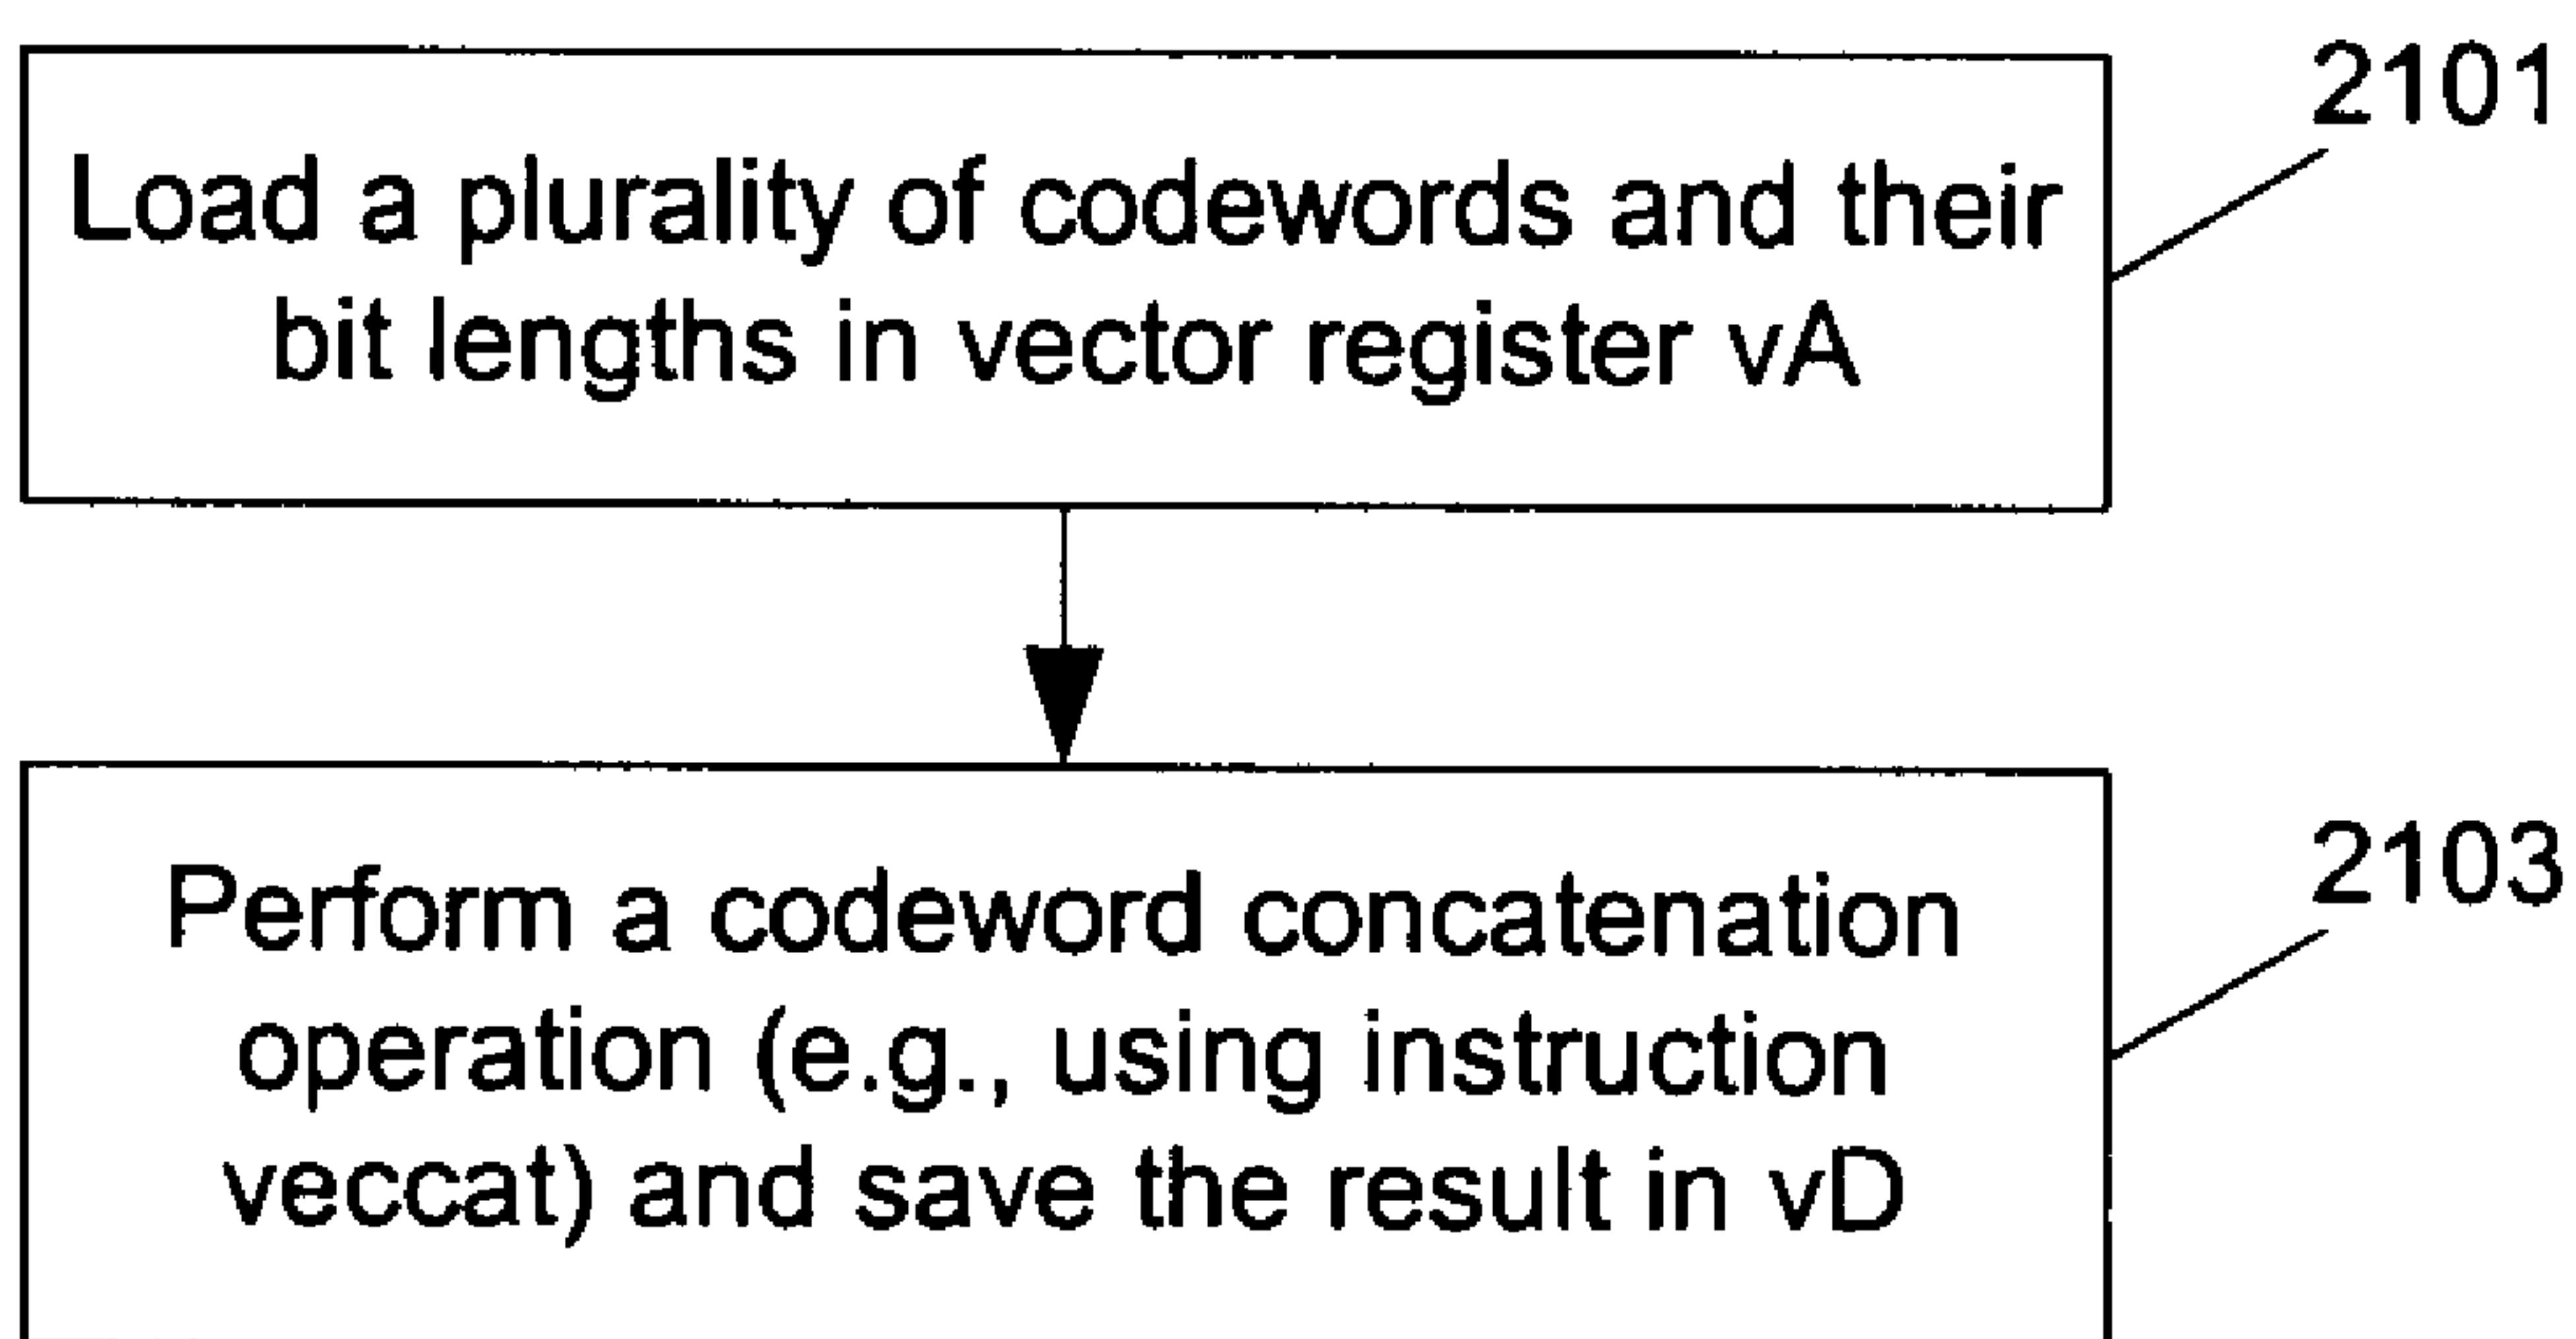 2101
Load a plurality of codewords and their
bit lengths in vector register vA
2103
Perform a codeword concatenation
operation (e.g., using instruction
veccat) and save the result in vD